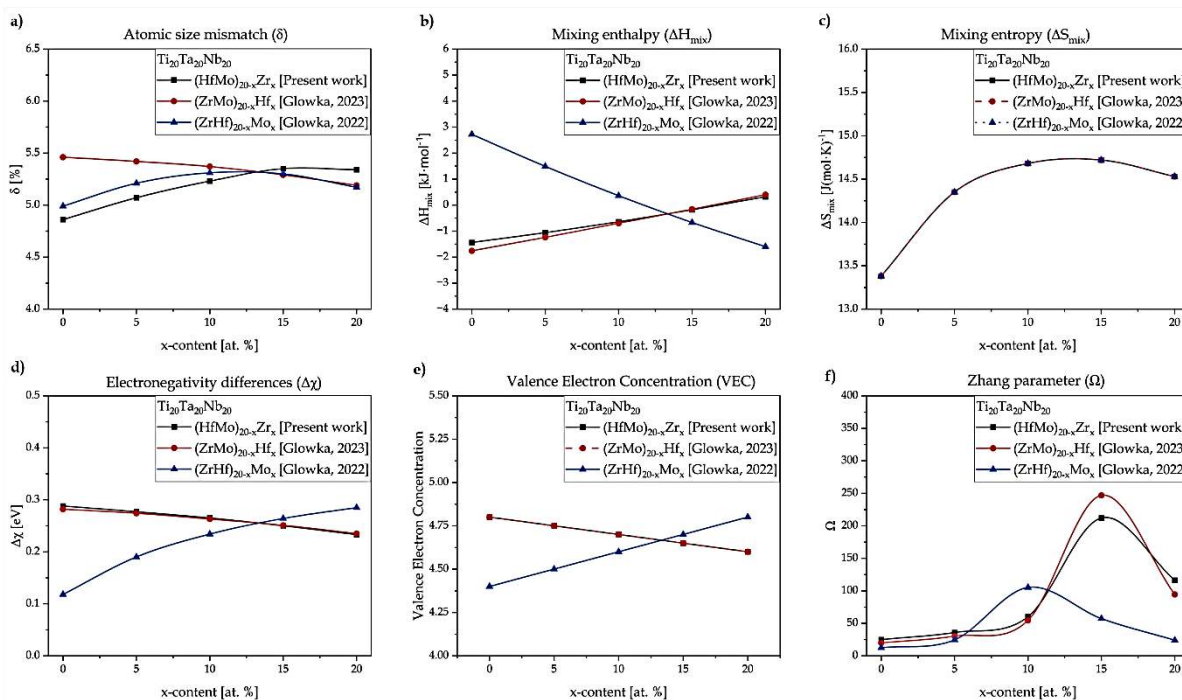 a)
Atomic size mismatch (δ)
6.5
6.0
5.5
5.0
4.5
4.0
δ [%]
Ti₂₀Ta₂₀Nb₂₀
(HfMo)₂₀₋ₓZrₓ [Present work]
(ZrMo)₂₀₋ₓHfₓ [Glowka, 2023]
(ZrHf)₂₀₋ₓMoₓ [Glowka, 2022]
0 5 10 15 20
x-content [at. %]
b)
Mixing enthalpy (ΔHₘᵢₓ)
6
5
4
3
2
1
0
−1
−2
−3
−4
ΔHₘᵢₓ [kJ·mol⁻¹]
Ti₂₀Ta₂₀Nb₂₀
(HfMo)₂₀₋ₓZrₓ [Present work]
(ZrMo)₂₀₋ₓHfₓ [Glowka, 2023]
(ZrHf)₂₀₋ₓMoₓ [Glowka, 2022]
0 5 10 15 20
x-content [at. %]
c)
Mixing entropy (ΔSₘᵢₓ)
16.0
15.5
15.0
14.5
14.0
13.5
13.0
ΔSₘᵢₓ [J(mol·K)⁻¹]
Ti₂₀Ta₂₀Nb₂₀
(HfMo)₂₀₋ₓZrₓ [Present work]
(ZrMo)₂₀₋ₓHfₓ [Glowka, 2023]
(ZrHf)₂₀₋ₓMoₓ [Glowka, 2022]
0 5 10 15 20
x-content [at. %]
d)
Electronegativity differences (Δχ)
0.5
0.4
0.3
0.2
0.1
0.0
Δχ [eV]
Ti₂₀Ta₂₀Nb₂₀
(HfMo)₂₀₋ₓZrₓ [Present work]
(ZrMo)₂₀₋ₓHfₓ [Glowka, 2023]
(ZrHf)₂₀₋ₓMoₓ [Glowka, 2022]
0 5 10 15 20
x-content [at. %]
e)
Valence Electron Concentration (VEC)
5.50
5.25
5.00
4.75
4.50
4.25
4.00
Valence Electron Concentration
Ti₂₀Ta₂₀Nb₂₀
(HfMo)₂₀₋ₓZrₓ [Present work]
(ZrMo)₂₀₋ₓHfₓ [Glowka, 2023]
(ZrHf)₂₀₋ₓMoₓ [Glowka, 2022]
0 5 10 15 20
x-content [at. %]
f)
Zhang parameter (Ω)
400
350
300
250
200
150
100
50
0
Ω
Ti₂₀Ta₂₀Nb₂₀
(HfMo)₂₀₋ₓZrₓ [Present work]
(ZrMo)₂₀₋ₓHfₓ [Glowka, 2023]
(ZrHf)₂₀₋ₓMoₓ [Glowka, 2022]
0 5 10 15 20
x-content [at. %]